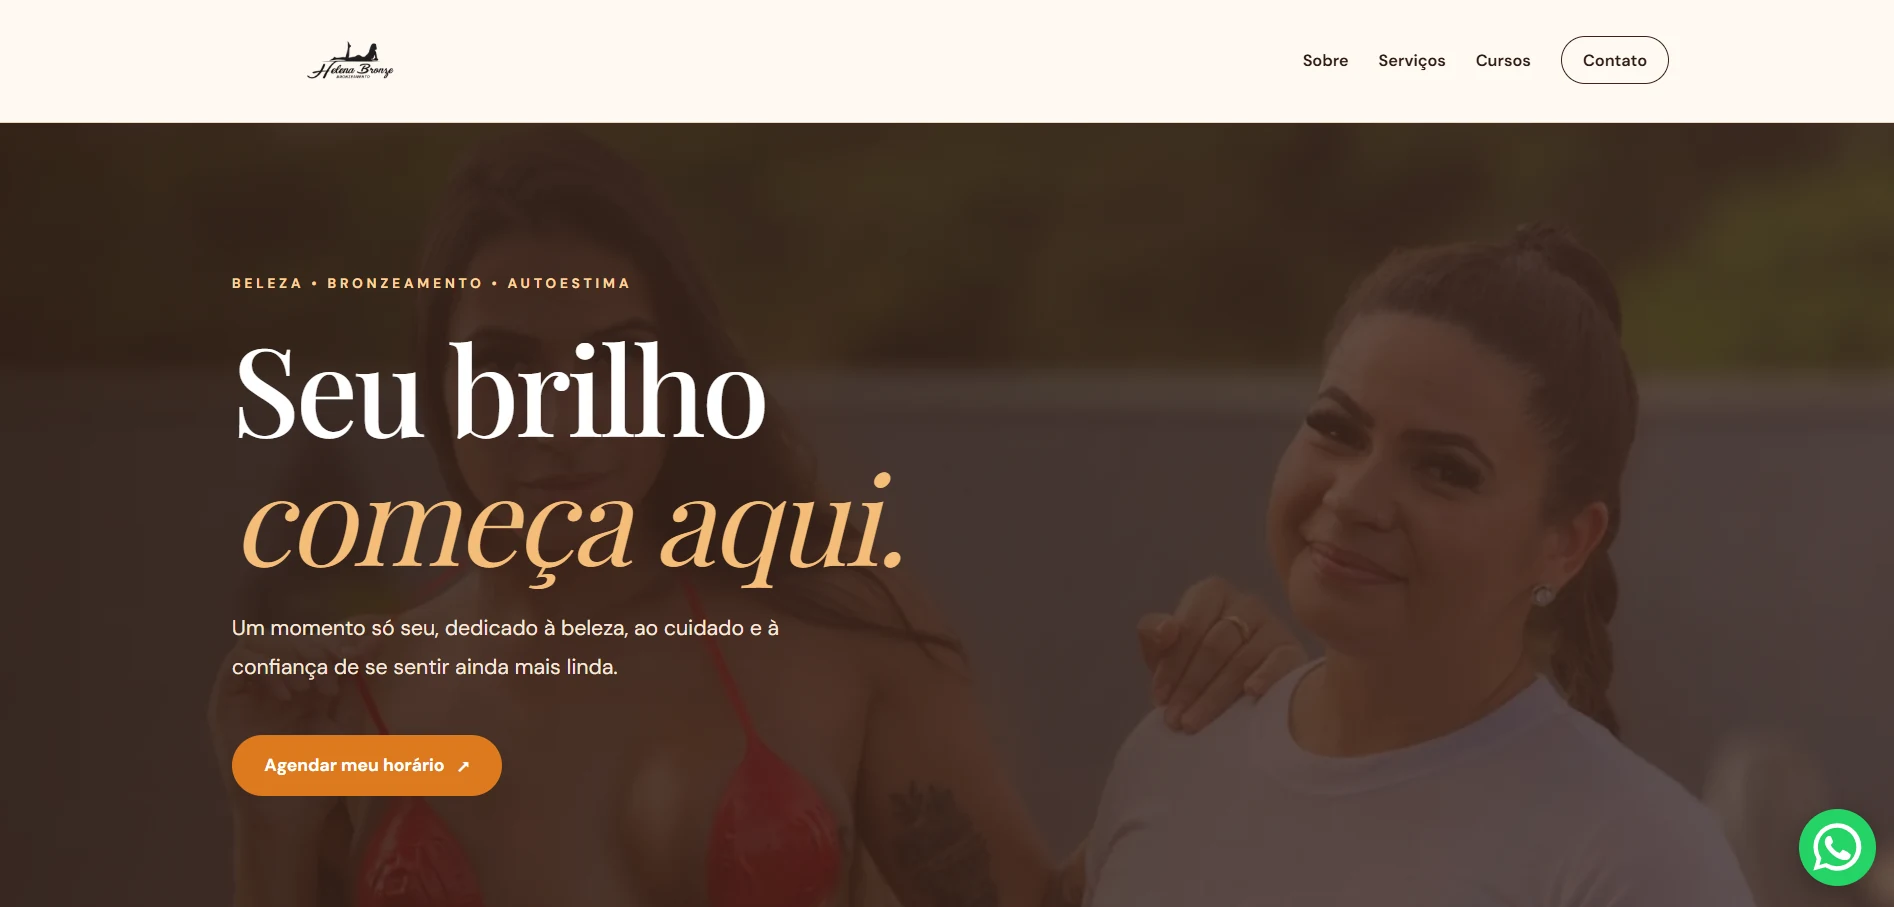 Helena Bronze
BRONZEAMENTO
Sobre
Serviços
Cursos
Contato
BELEZA • BRONZEAMENTO • AUTOESTIMA
Seu brilho
começa aqui.
Um momento só seu, dedicado à beleza, ao cuidado e à
confiança de se sentir ainda mais linda.
Agendar meu horário ↗